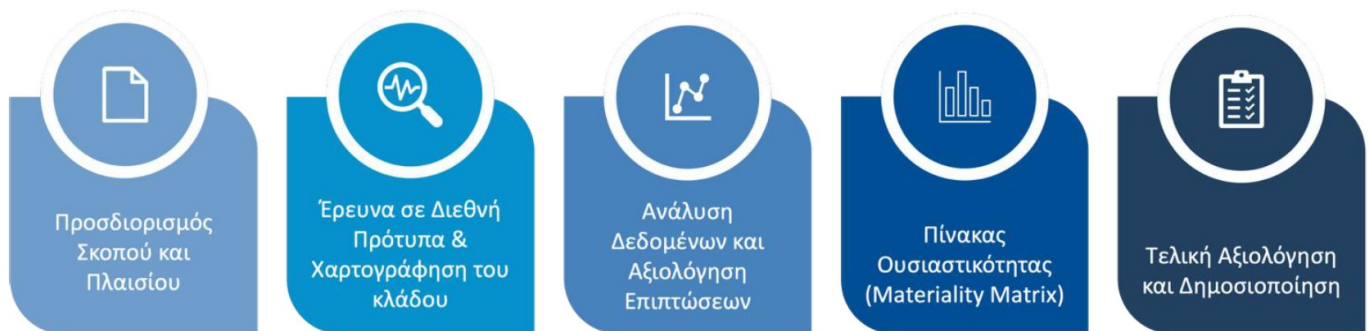 Προσδιορισμός
Σκοπού και
Πλαισίου
Έρευνα σε Διεθνή
Πρότυπα &
Χαρτογράφηση του
κλάδου
Ανάλυση
Δεδομένων και
Αξιολόγηση
Επιπτώσεων
Πίνακας
Ουσιαστικότητας
(Materiality Matrix)
Τελική Αξιολόγηση
και Δημοσιοποίηση